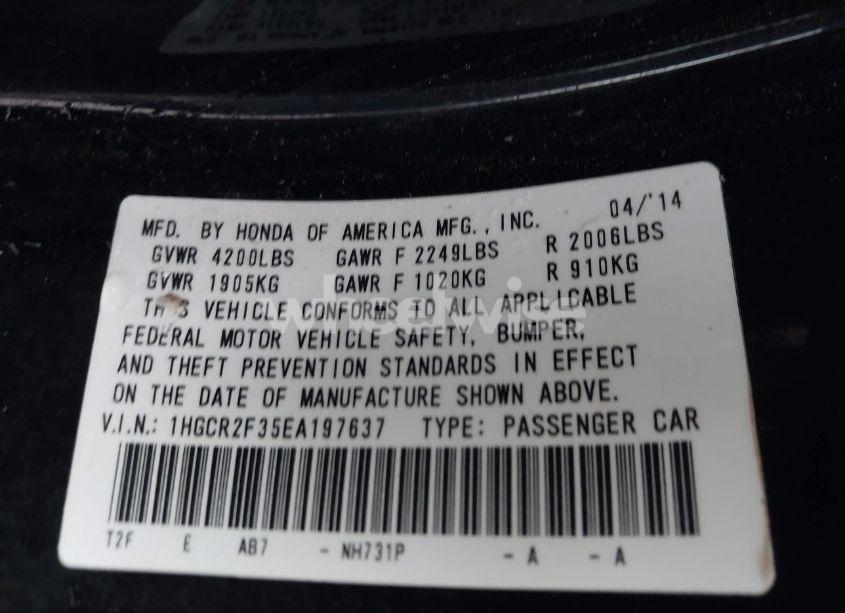 MFD. BY HONDA OF AMERICA MFG., INC. 04/'14
GVWR 4200LBS GAWR F 2249LBS R 2006LBS
GVWR 1905KG GAWR F 1020KG R 910KG
THIS VEHICLE CONFORMS TO ALL APPLICABLE
FEDERAL MOTOR VEHICLE SAFETY, BUMPER,
AND THEFT PREVENTION STANDARDS IN EFFECT
ON THE DATE OF MANUFACTURE SHOWN ABOVE.
V.I.N.: 1HGCR2F35EA197637 TYPE: PASSENGER CAR
T2F E AB7 - NH731P - A - A
wheelwise